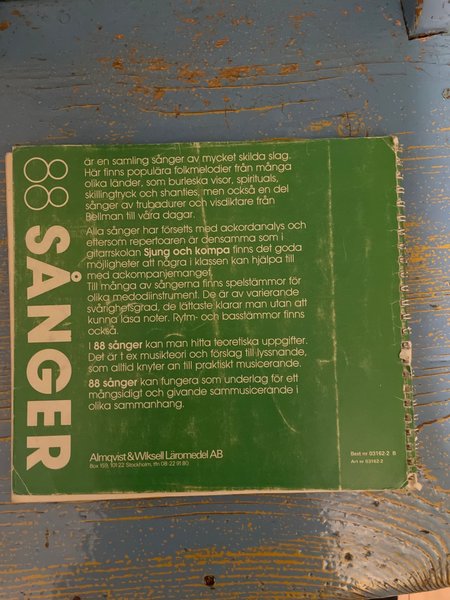 88 SÅNGER
är en samling sånger av mycket skilda slag.
Här finns populära folkmelodier från många
olika länder, som burleska visor, spirituals,
skillingtryck och shanties, men också en del
sånger av trubadurer och visdiktare från
Bellman till våra dagar.
Alla sånger har försetts med ackordanalys och
eftersom repertoaren är densamma som i
gitarrskolan Sjung och kompa finns det goda
möjligheter att några i klassen kan hjälpa till
med ackompanjemanget.
Till många av sångerna finns spelstämmor för
olika melodiinstrument. De är av varierande
svårighetsgrad, de lättaste klarar man utan att
kunna läsa noter. Rytm- och basstämmor finns
också.
I 88 sånger kan man hitta teoretiska uppgifter.
Det är t ex musikteori och förslag till lyssnande,
som alltid knyter an till praktiskt musicerande.
88 sånger kan fungera som underlag för ett
mångsidigt och givande sammusicerande i
olika sammanhang.
Almqvist & Wiksell Läromedel AB
Box 159, 101 22 Stockholm, tfn 08-22 91 80
Best nr 03162-2 B
Art nr 03162-2